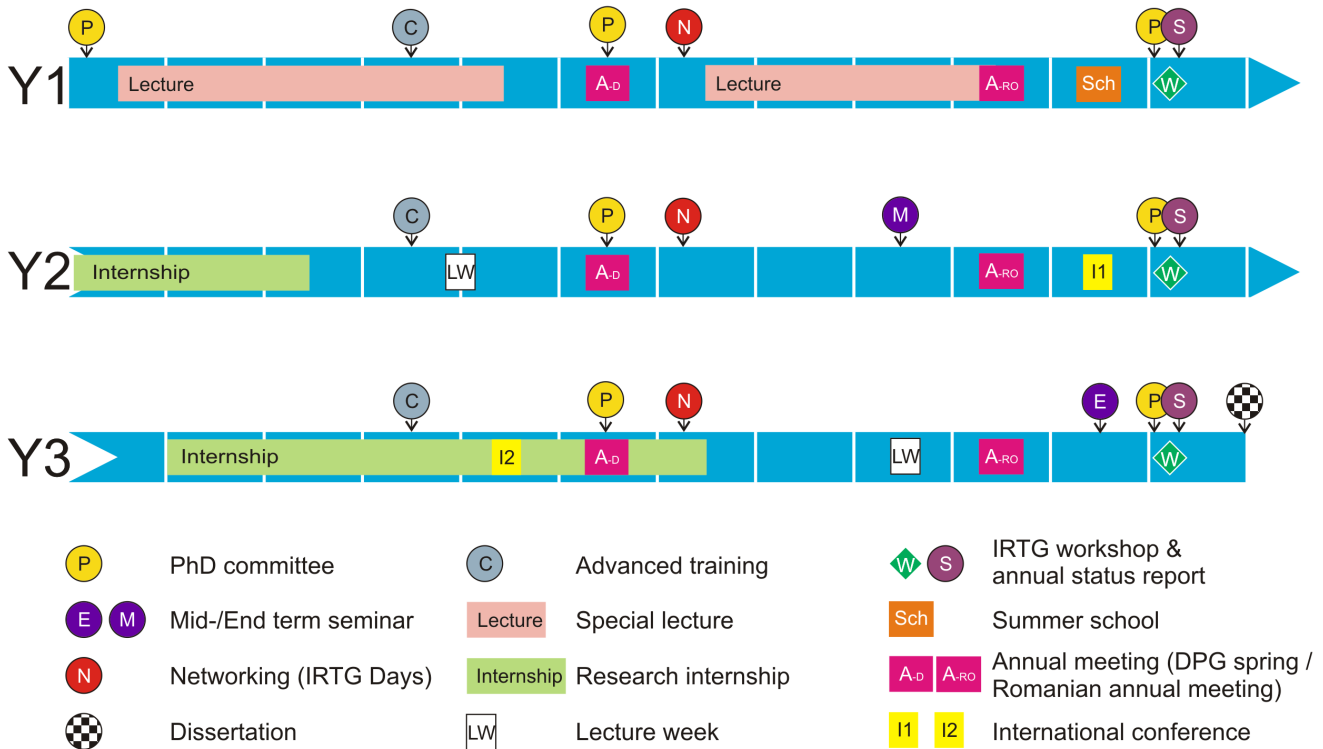 P C P N P S
Y1 Lecture A-D Lecture A-RO Sch W
C P N M P S
Y2 Internship LW A-D A-RO I1 W
C P N E P S
Y3 Internship I2 A-D LW A-RO W
P PhD committee
C Advanced training
W S IRTG workshop &
annual status report
E M Mid-/End term seminar
Lecture Special lecture
Sch Summer school
N Networking (IRTG Days)
Internship Research internship
A-D A-RO Annual meeting (DPG spring /
Romanian annual meeting)
Dissertation
LW Lecture week
I1 I2 International conference